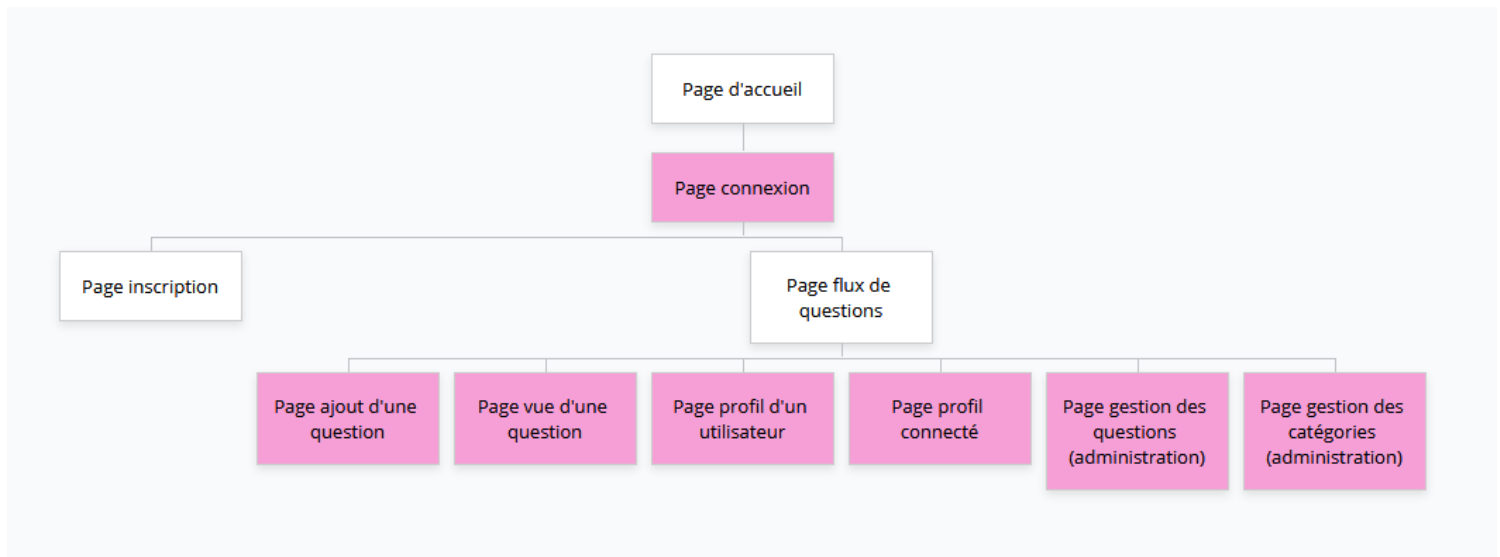 Page d'accueil
Page connexion
Page inscription
Page flux de
questions
Page ajout d'une
question
Page vue d'une
question
Page profil d'un
utilisateur
Page profil
connecté
Page gestion des
questions
(administration)
Page gestion des
catégories
(administration)